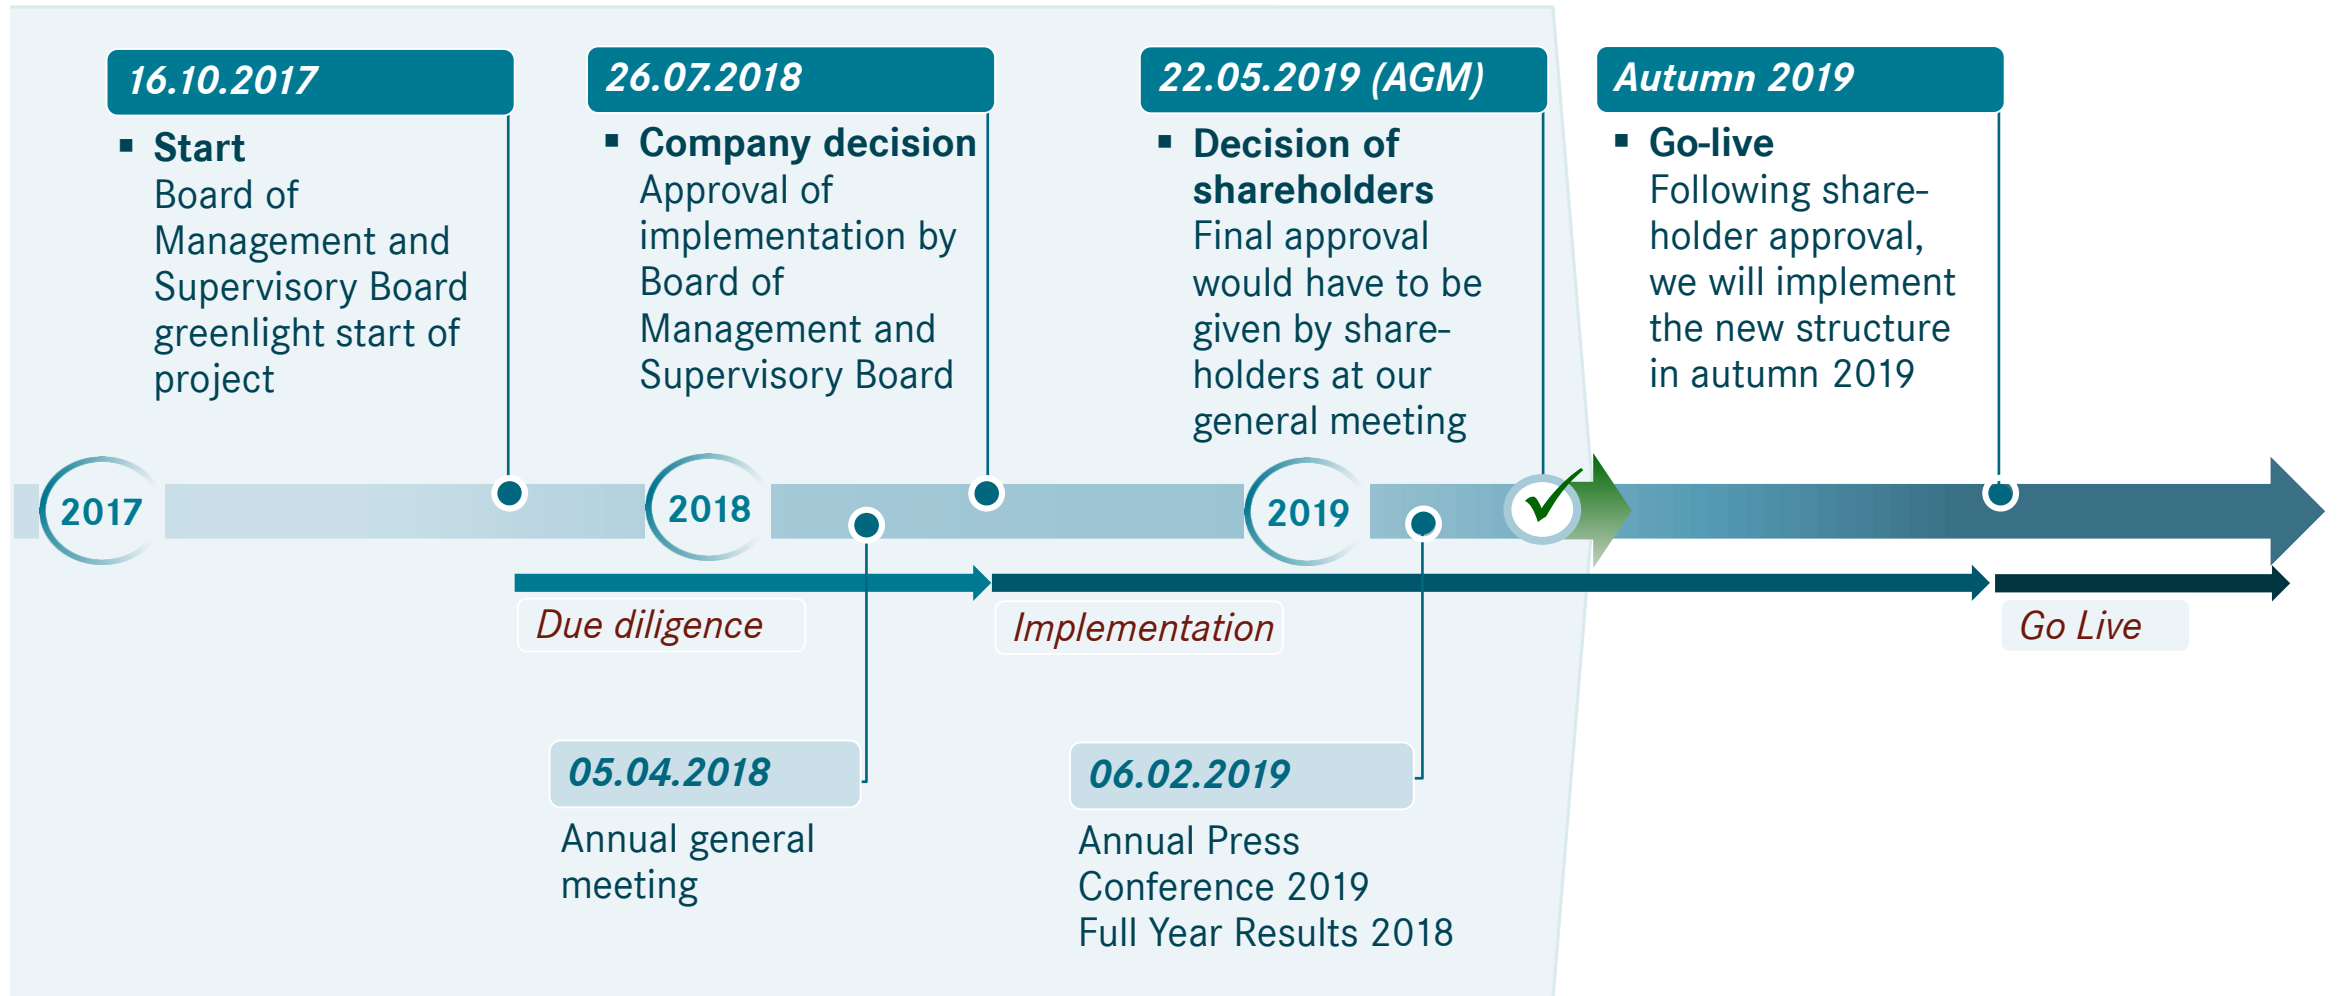 16.10.2017
▪ Start
Board of
Management and
Supervisory Board
greenlight start of
project
26.07.2018
▪ Company decision
Approval of
implementation by
Board of
Management and
Supervisory Board
22.05.2019 (AGM)
▪ Decision of
shareholders
Final approval
would have to be
given by share-
holders at our
general meeting
Autumn 2019
▪ Go-live
Following share-
holder approval,
we will implement
the new structure
in autumn 2019
2017
2018
2019
Due diligence
Implementation
Go Live
05.04.2018
Annual general
meeting
06.02.2019
Annual Press
Conference 2019
Full Year Results 2018